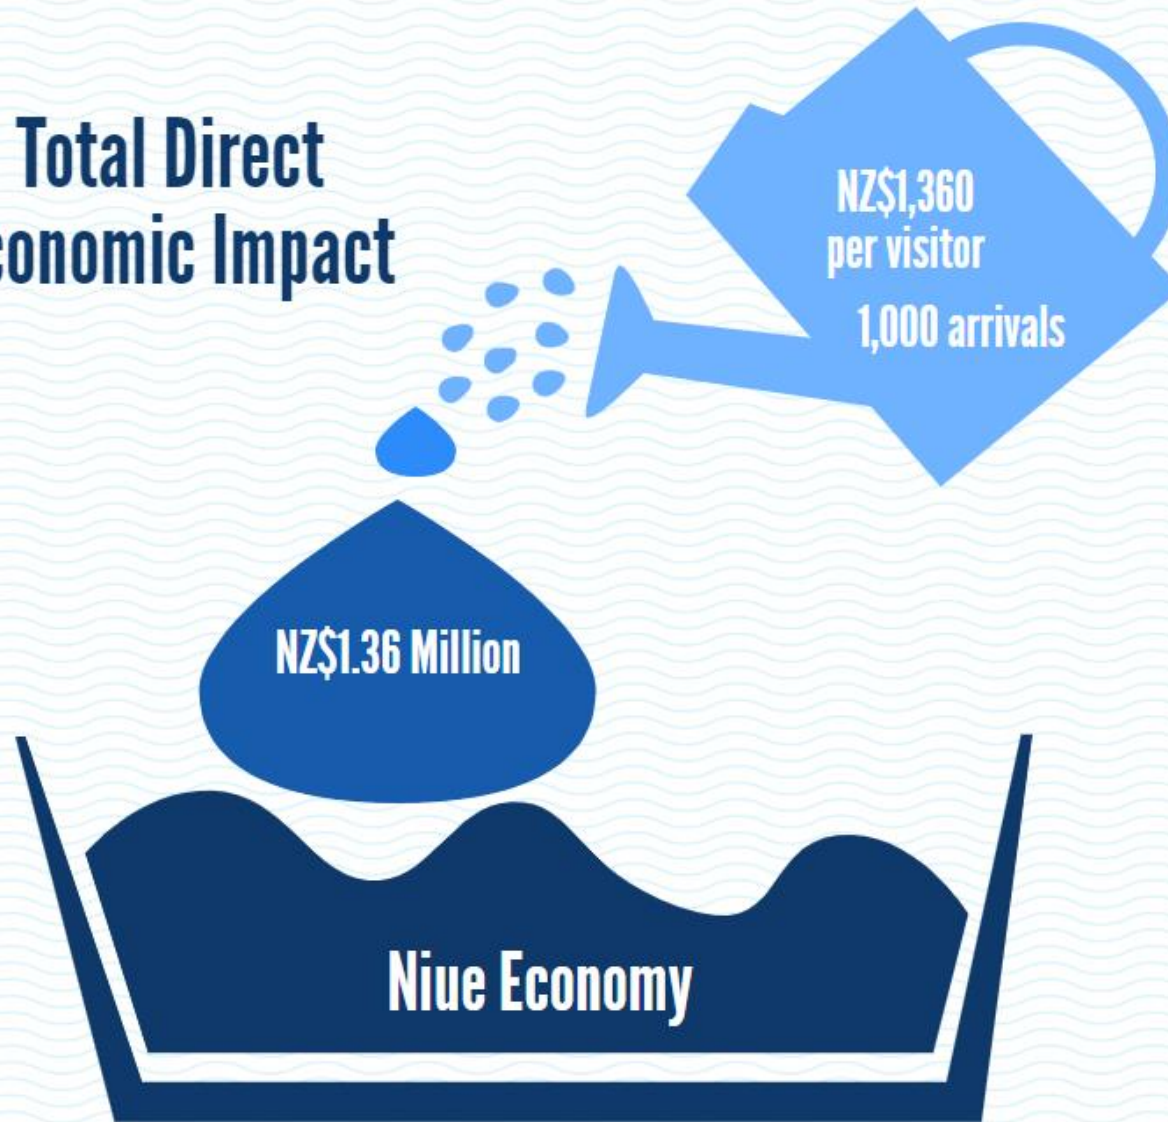 Total Direct
conomic Impact
NZ$1,360
per visitor
1,000 arrivals
NZ$1.36 Million
Niue Economy